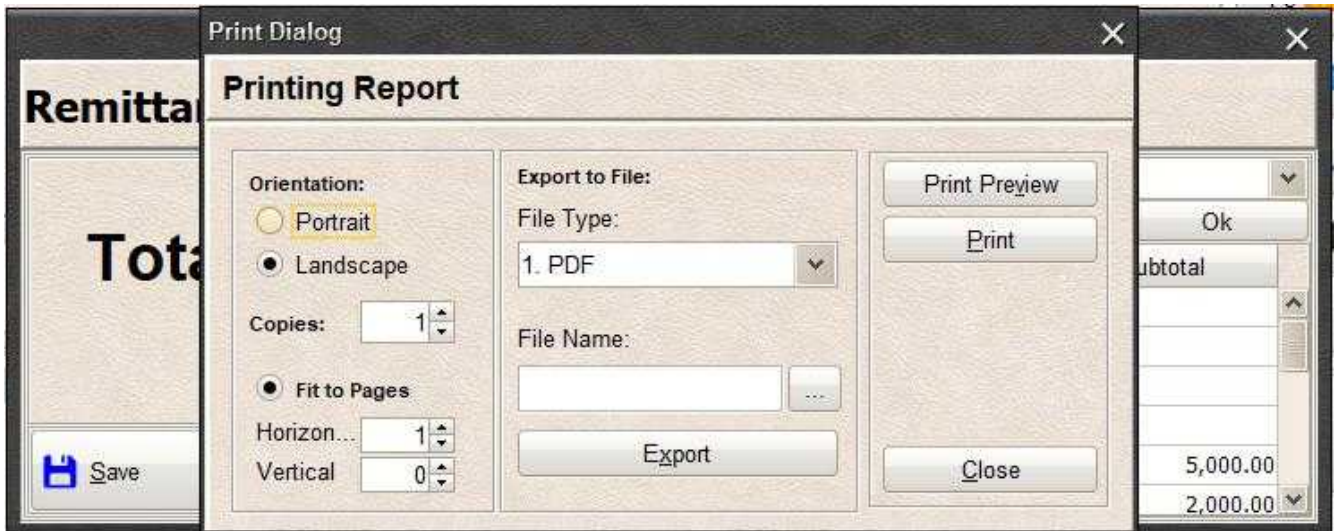 Print Dialog
Printing Report
Remitta
Orientation:
Portrait
Landscape
Copies: 1
Fit to Pages
Horizon... 1
Vertical 0
Export to File:
File Type:
1. PDF
File Name:
...
Export
Print Preview
Print
Close
Tota
Save
Ok
ubtotal
5,000.00
2,000.00